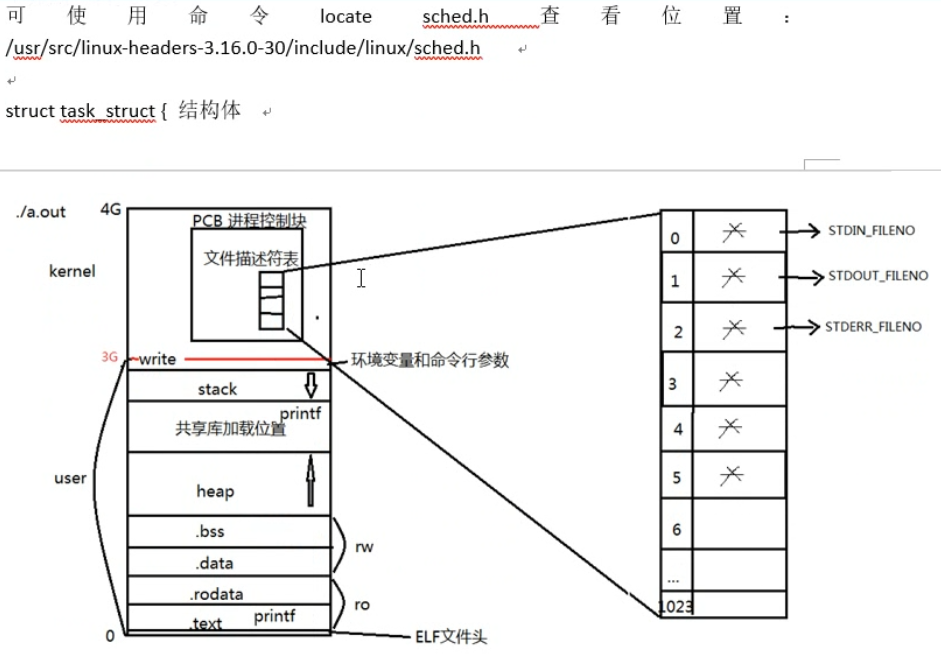 可使用命令 locate sched.h 查看位置：
/usr/src/linux-headers-3.16.0-30/include/linux/sched.h
struct task_struct { 结构体
./a.out
4G
PCB 进程控制块
文件描述符表
kernel
3G
write
环境变量和命令行参数
stack
printf
共享库加载位置
user
heap
.bss
rw
.data
.rodata
ro
.text
printf
0
ELF文件头
0
STDIN_FILENO
1
STDOUT_FILENO
2
STDERR_FILENO
3
4
5
6
...
1023